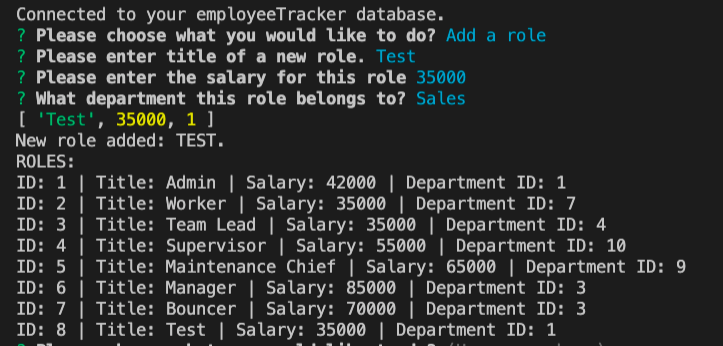 Connected to your employeeTracker database.
? Please choose what you would like to do? Add a role
? Please enter title of a new role. Test
? Please enter the salary for this role 35000
? What department this role belongs to? Sales
[ 'Test', 35000, 1 ]
New role added: TEST.
ROLES:
ID: 1 | Title: Admin | Salary: 42000 | Department ID: 1
ID: 2 | Title: Worker | Salary: 35000 | Department ID: 7
ID: 3 | Title: Team Lead | Salary: 35000 | Department ID: 4
ID: 4 | Title: Supervisor | Salary: 55000 | Department ID: 10
ID: 5 | Title: Maintenance Chief | Salary: 65000 | Department ID: 9
ID: 6 | Title: Manager | Salary: 85000 | Department ID: 3
ID: 7 | Title: Bouncer | Salary: 70000 | Department ID: 3
ID: 8 | Title: Test | Salary: 35000 | Department ID: 1